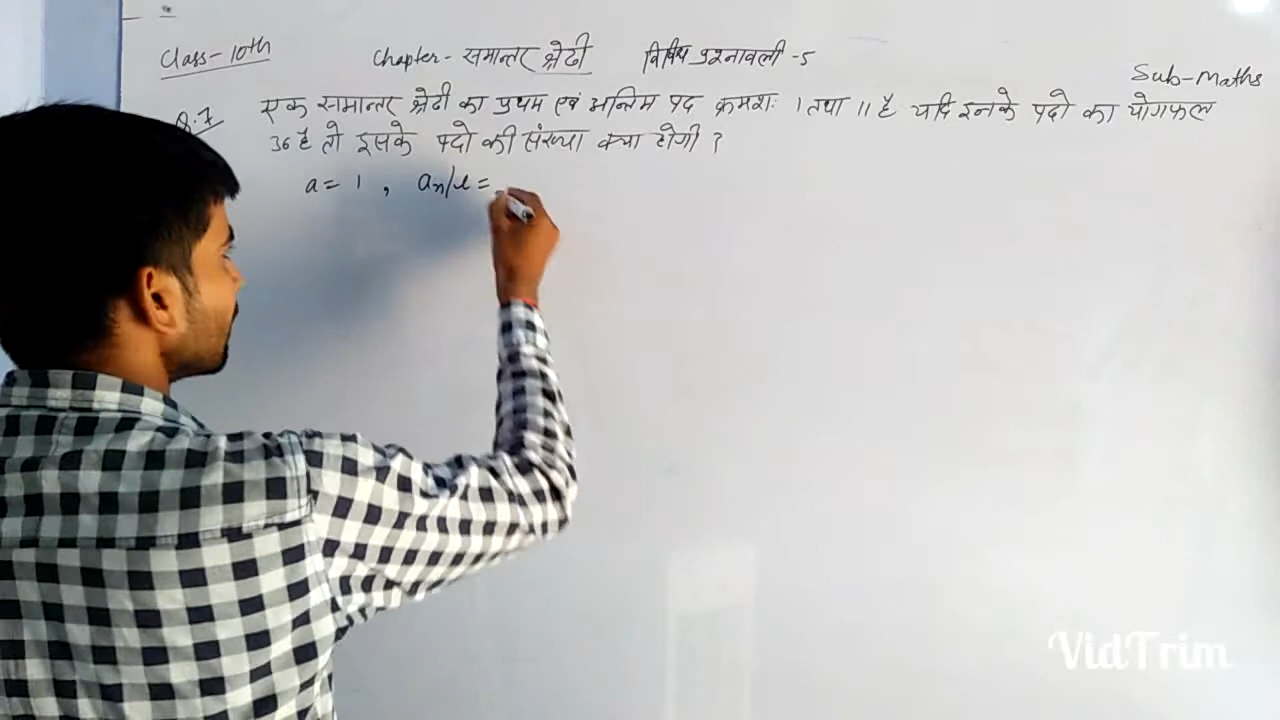 Class-10th Chapter- समान्तर श्रेढी विविध प्रश्नावली -5
Sub-Maths
Q.7 एक समान्तर श्रेढी का प्रथम एवं अन्तिम पद क्रमशः 1 तथा 11 है यदि इनके पदो का योगफल
36 है तो इसके पदो की संख्या क्या होगी ?
a = 1 , an/l =
VidTrim